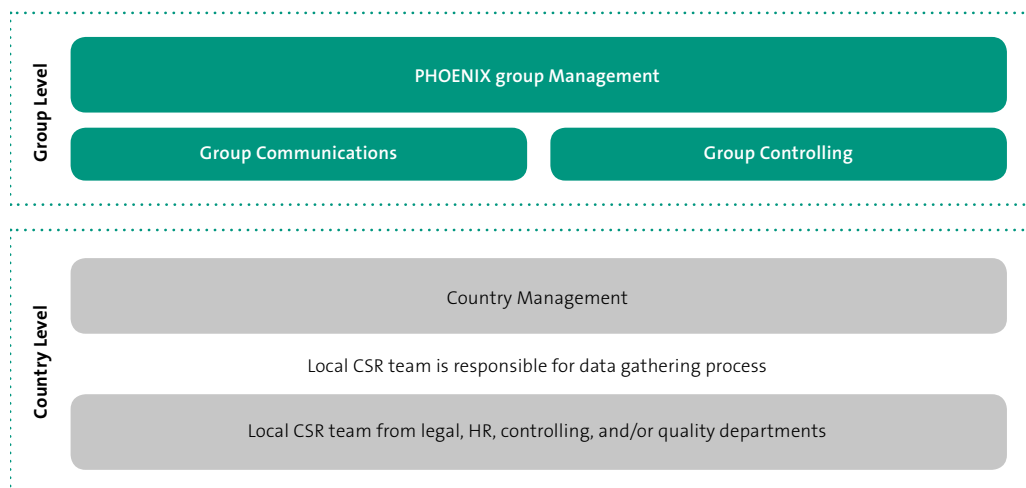 Group Level
PHOENIX group Management
Group Communications
Group Controlling
Country Level
Country Management
Local CSR team is responsible for data gathering process
Local CSR team from legal, HR, controlling, and/or quality departments